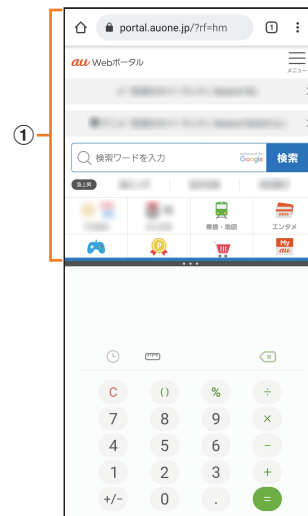 portal.auone.jp/?rf=hm 1
au Webポータル
メニュー
①
検索ワードを入力 Google 検索
急上昇
乗換・地図 エンタメ
pass
P
My
au
C () % ÷
7 8 9 ×
4 5 6 −
1 2 3 +
+/− 0 . =